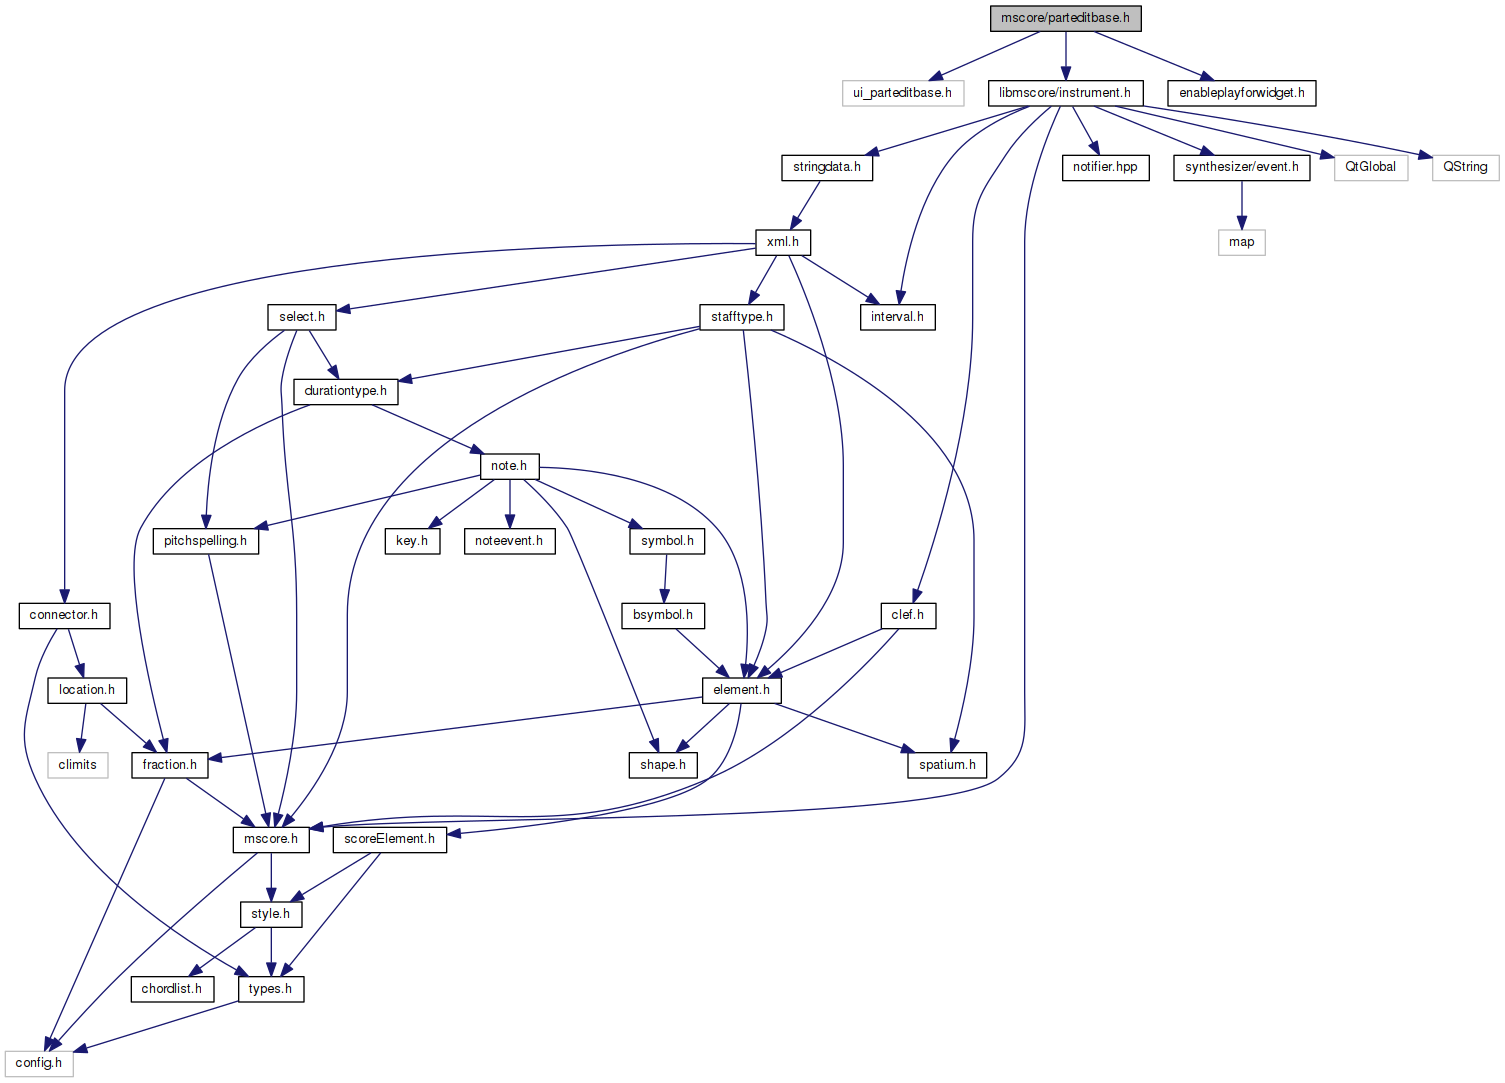 mscore/parteditbase.h
ui_parteditbase.h
libmscore/instrument.h
enableplayforwidget.h
stringdata.h
notifier.hpp
synthesizer/event.h
QtGlobal
QString
xml.h
map
select.h
stafftype.h
interval.h
durationtype.h
note.h
pitchspelling.h
key.h
noteevent.h
symbol.h
connector.h
bsymbol.h
clef.h
location.h
element.h
climits
fraction.h
shape.h
spatium.h
mscore.h
scoreElement.h
style.h
chordlist.h
types.h
config.h